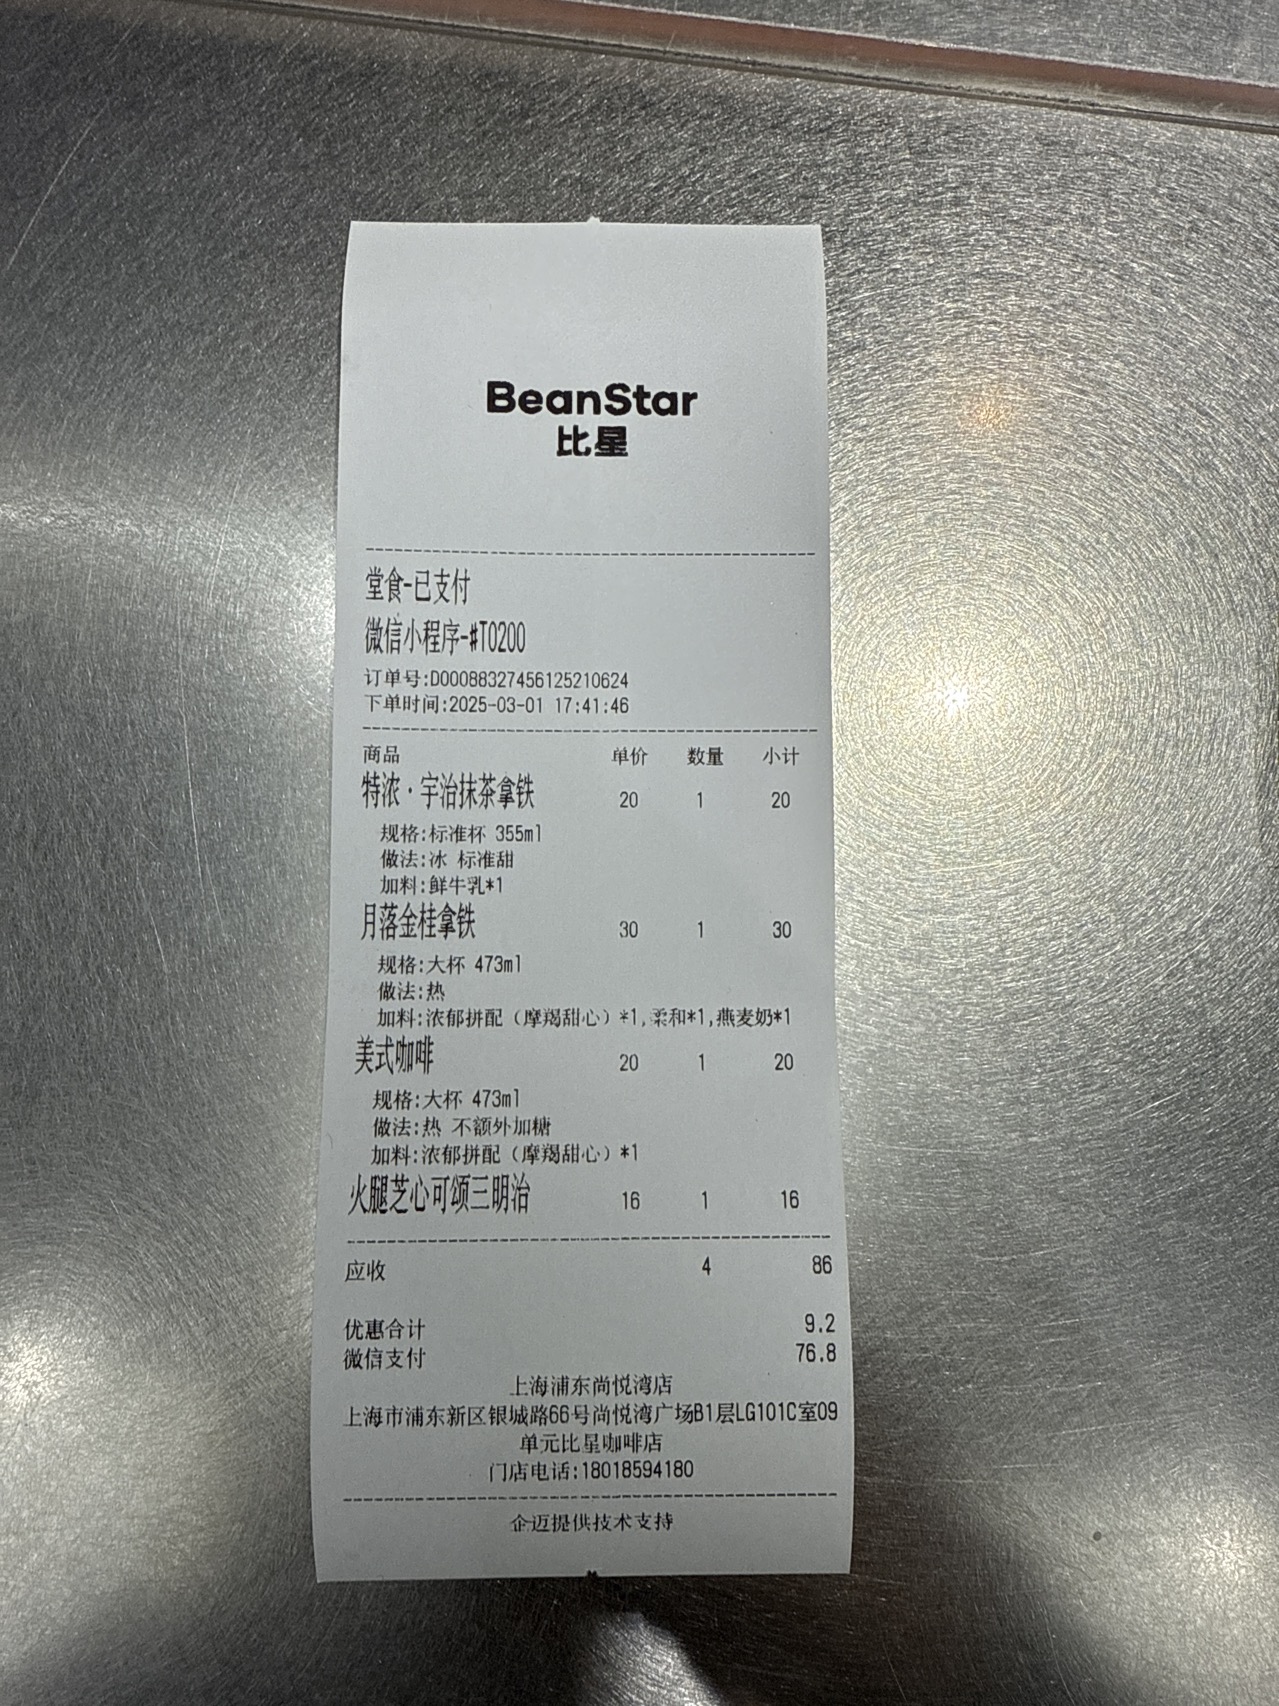 BeanStar
比星
堂食-已支付
微信小程序-#T0200
订单号:D00088327456125210624
下单时间:2025-03-01 17:41:46
商品 单价 数量 小计
特浓·宇治抹茶拿铁 20 1 20
规格:标准杯 355ml
做法:冰 标准甜
加料:鲜牛乳*1
月落金桂拿铁 30 1 30
规格:大杯 473ml
做法:热
加料:浓郁拼配（摩羯甜心）*1,柔和*1,燕麦奶*1
美式咖啡 20 1 20
规格:大杯 473ml
做法:热 不额外加糖
加料:浓郁拼配（摩羯甜心）*1
火腿芝心可颂三明治 16 1 16
应收 4 86
优惠合计 9.2
微信支付 76.8
上海浦东尚悦湾店
上海市浦东新区银城路66号尚悦湾广场B1层LG101C室09
单元比星咖啡店
门店电话:18018594180
企迈提供技术支持